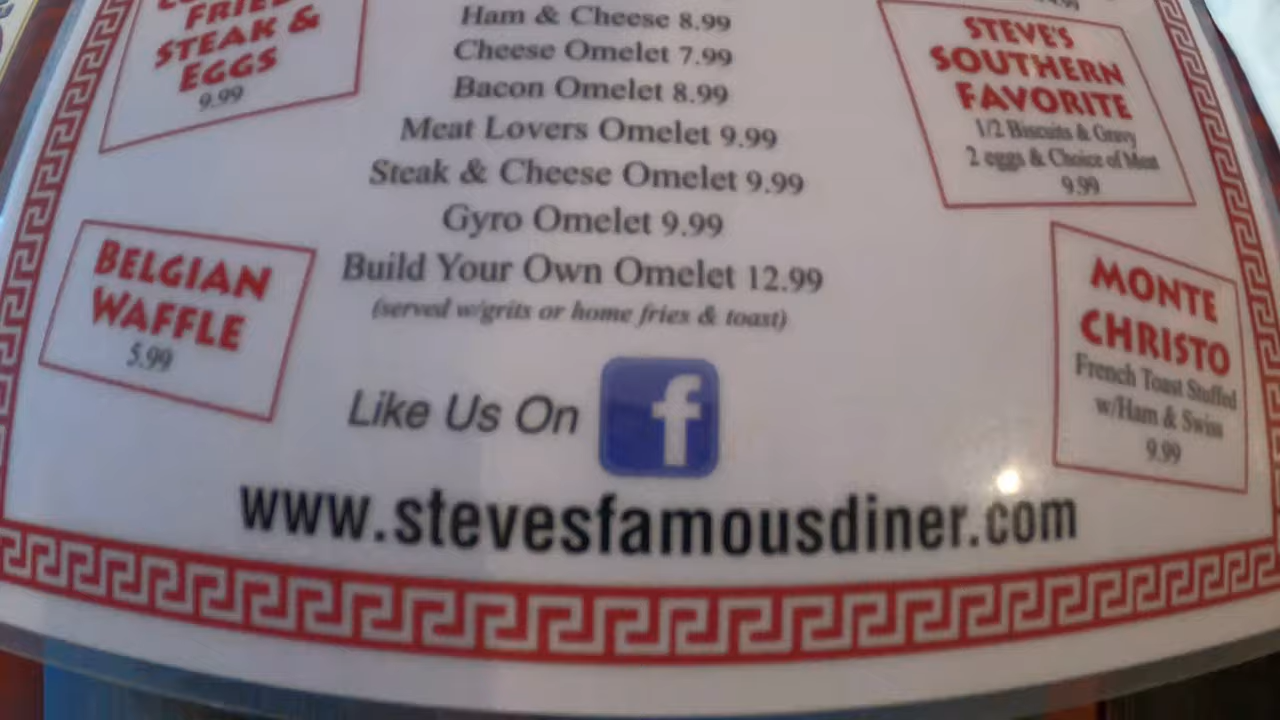 FRIED
STEAK &
EGGS
9.99
Ham & Cheese 8.99
Cheese Omelet 7.99
Bacon Omelet 8.99
Meat Lovers Omelet 9.99
Steak & Cheese Omelet 9.99
Gyro Omelet 9.99
Build Your Own Omelet 12.99
(served w/grits or home fries & toast)
STEVE'S
SOUTHERN
FAVORITE
1/2 Biscuits & Gravy
2 eggs & Choice of Meat
9.99
BELGIAN
WAFFLE
5.99
MONTE
CHRISTO
French Toast Stuffed
w/Ham & Swiss
9.99
Like Us On f
www.stevesfamousdiner.com